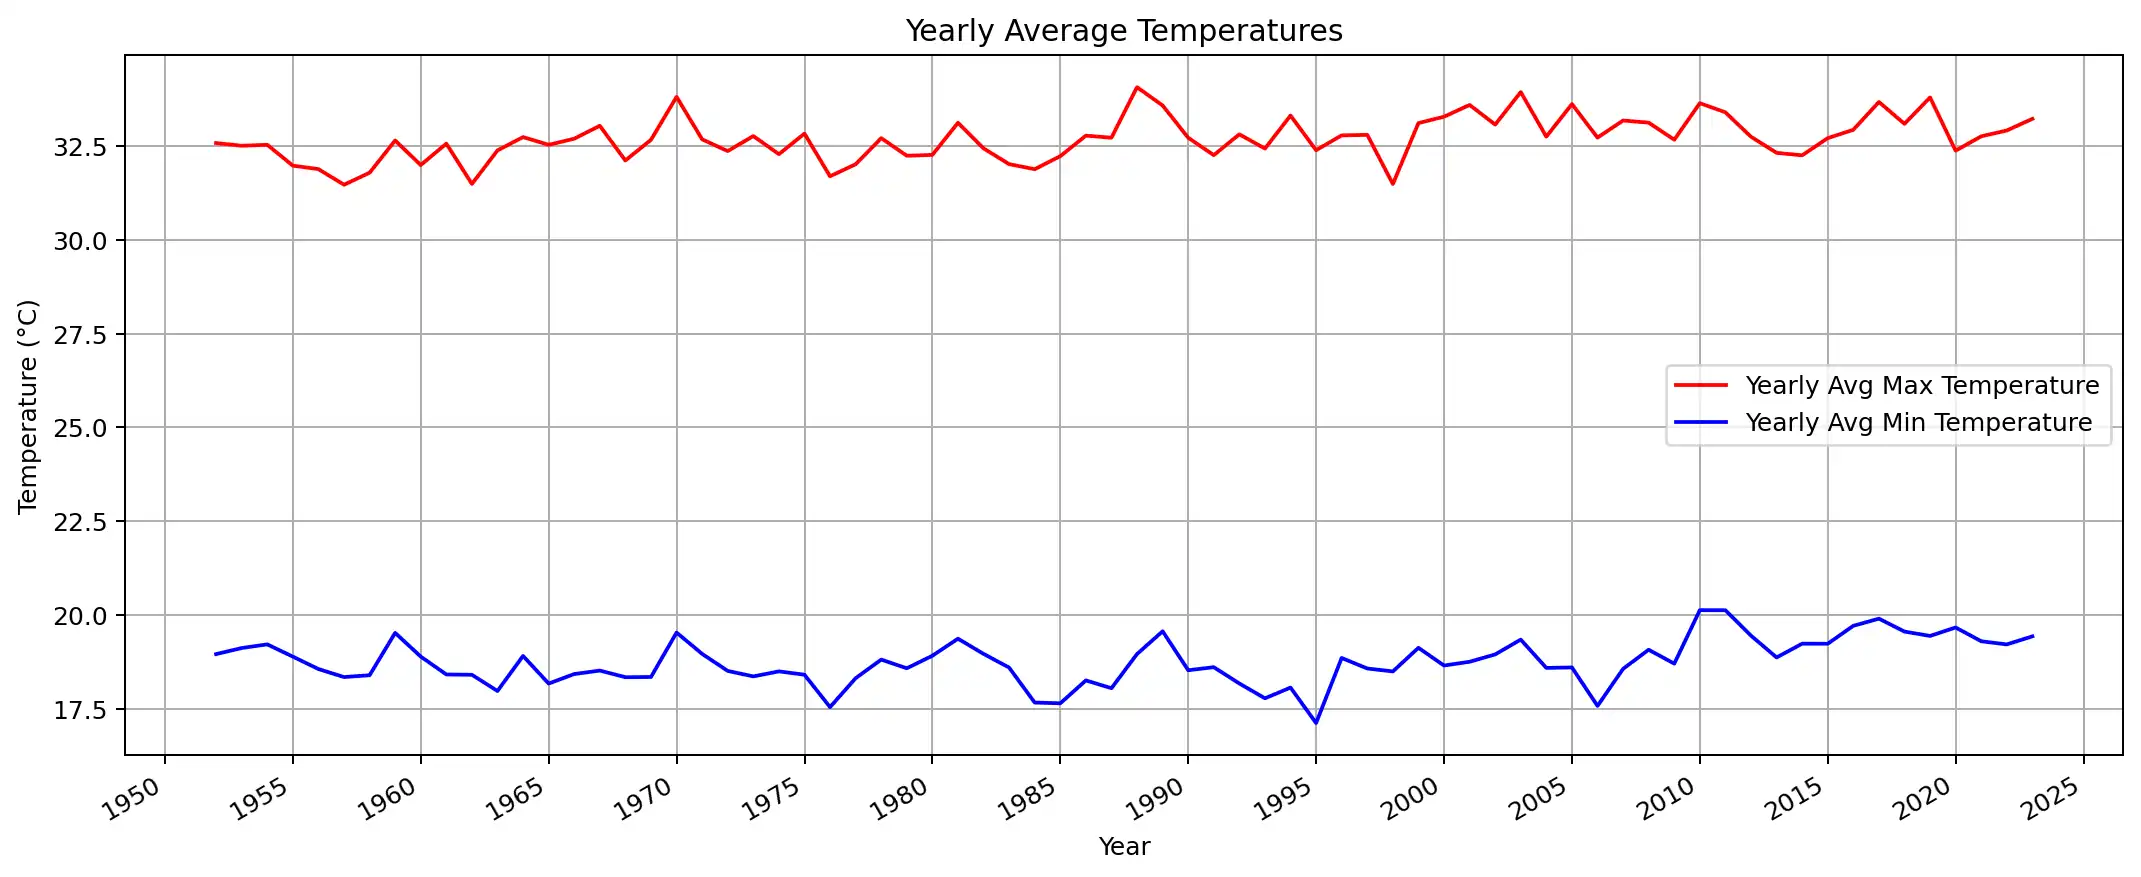 Yearly Average Temperatures
Temperature (°C)
32.5
30.0
27.5
25.0
22.5
20.0
17.5
Yearly Avg Max Temperature
Yearly Avg Min Temperature
1950 1955 1960 1965 1970 1975 1980 1985 1990 1995 2000 2005 2010 2015 2020 2025
Year